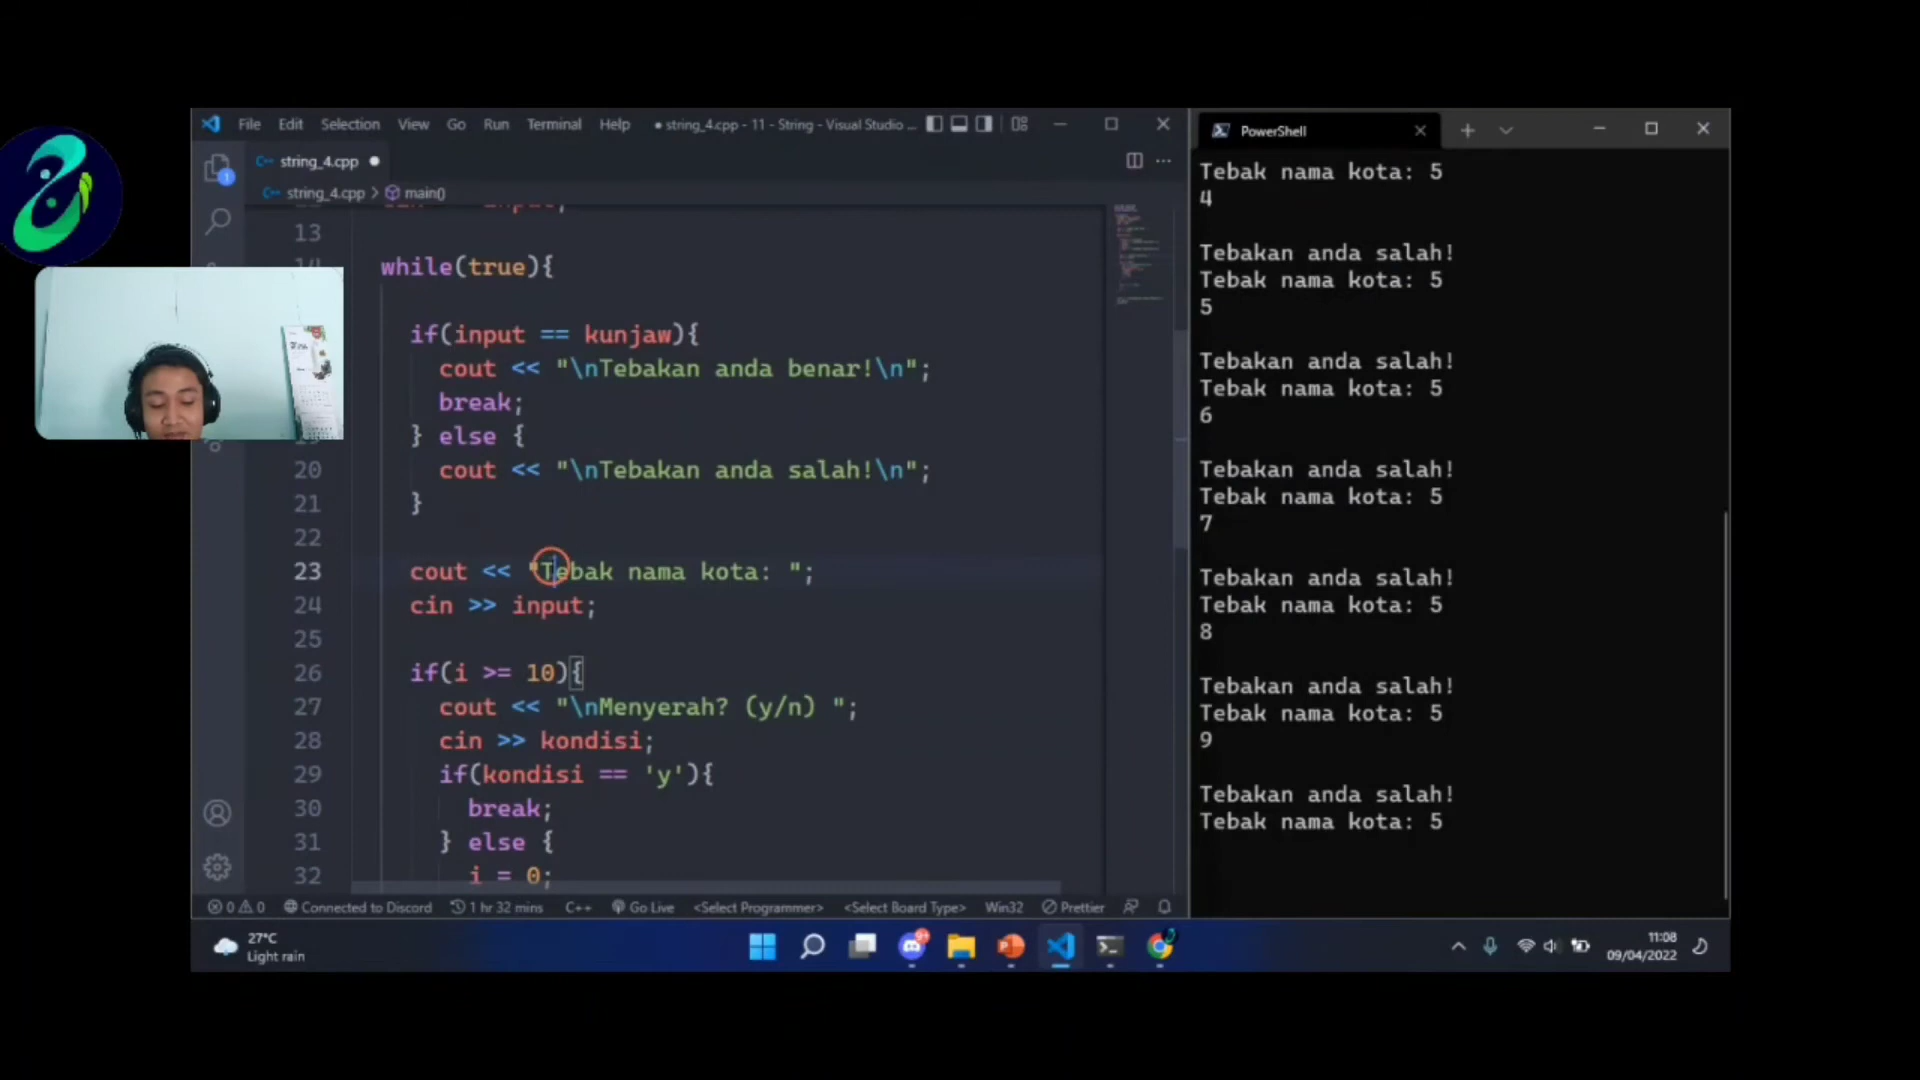 File Edit Selection View Go Run Terminal Help
string_4.cpp - 11 - String - Visual Studio ...
string_4.cpp
string_4.cpp > main()
13
while(true){
if(input == kunjaw){
cout << "\nTebakan anda benar!\n";
break;
} else {
20 cout << "\nTebakan anda salah!\n";
21 }
22
23 cout << "Tebak nama kota: ";
24 cin >> input;
25
26 if(i >= 10){
27 cout << "\nMenyerah? (y/n) ";
28 cin >> kondisi;
29 if(kondisi == 'y'){
30 break;
31 } else {
32 i = 0;
0 0 Connected to Discord 1 hr 32 mins C++ Go Live <Select Programmer> <Select Board Type> Win32 Prettier
PowerShell
Tebak nama kota: 5
4
Tebakan anda salah!
Tebak nama kota: 5
5
Tebakan anda salah!
Tebak nama kota: 5
6
Tebakan anda salah!
Tebak nama kota: 5
7
Tebakan anda salah!
Tebak nama kota: 5
8
Tebakan anda salah!
Tebak nama kota: 5
9
Tebakan anda salah!
Tebak nama kota: 5
27°C
Light rain
11:08
09/04/2022